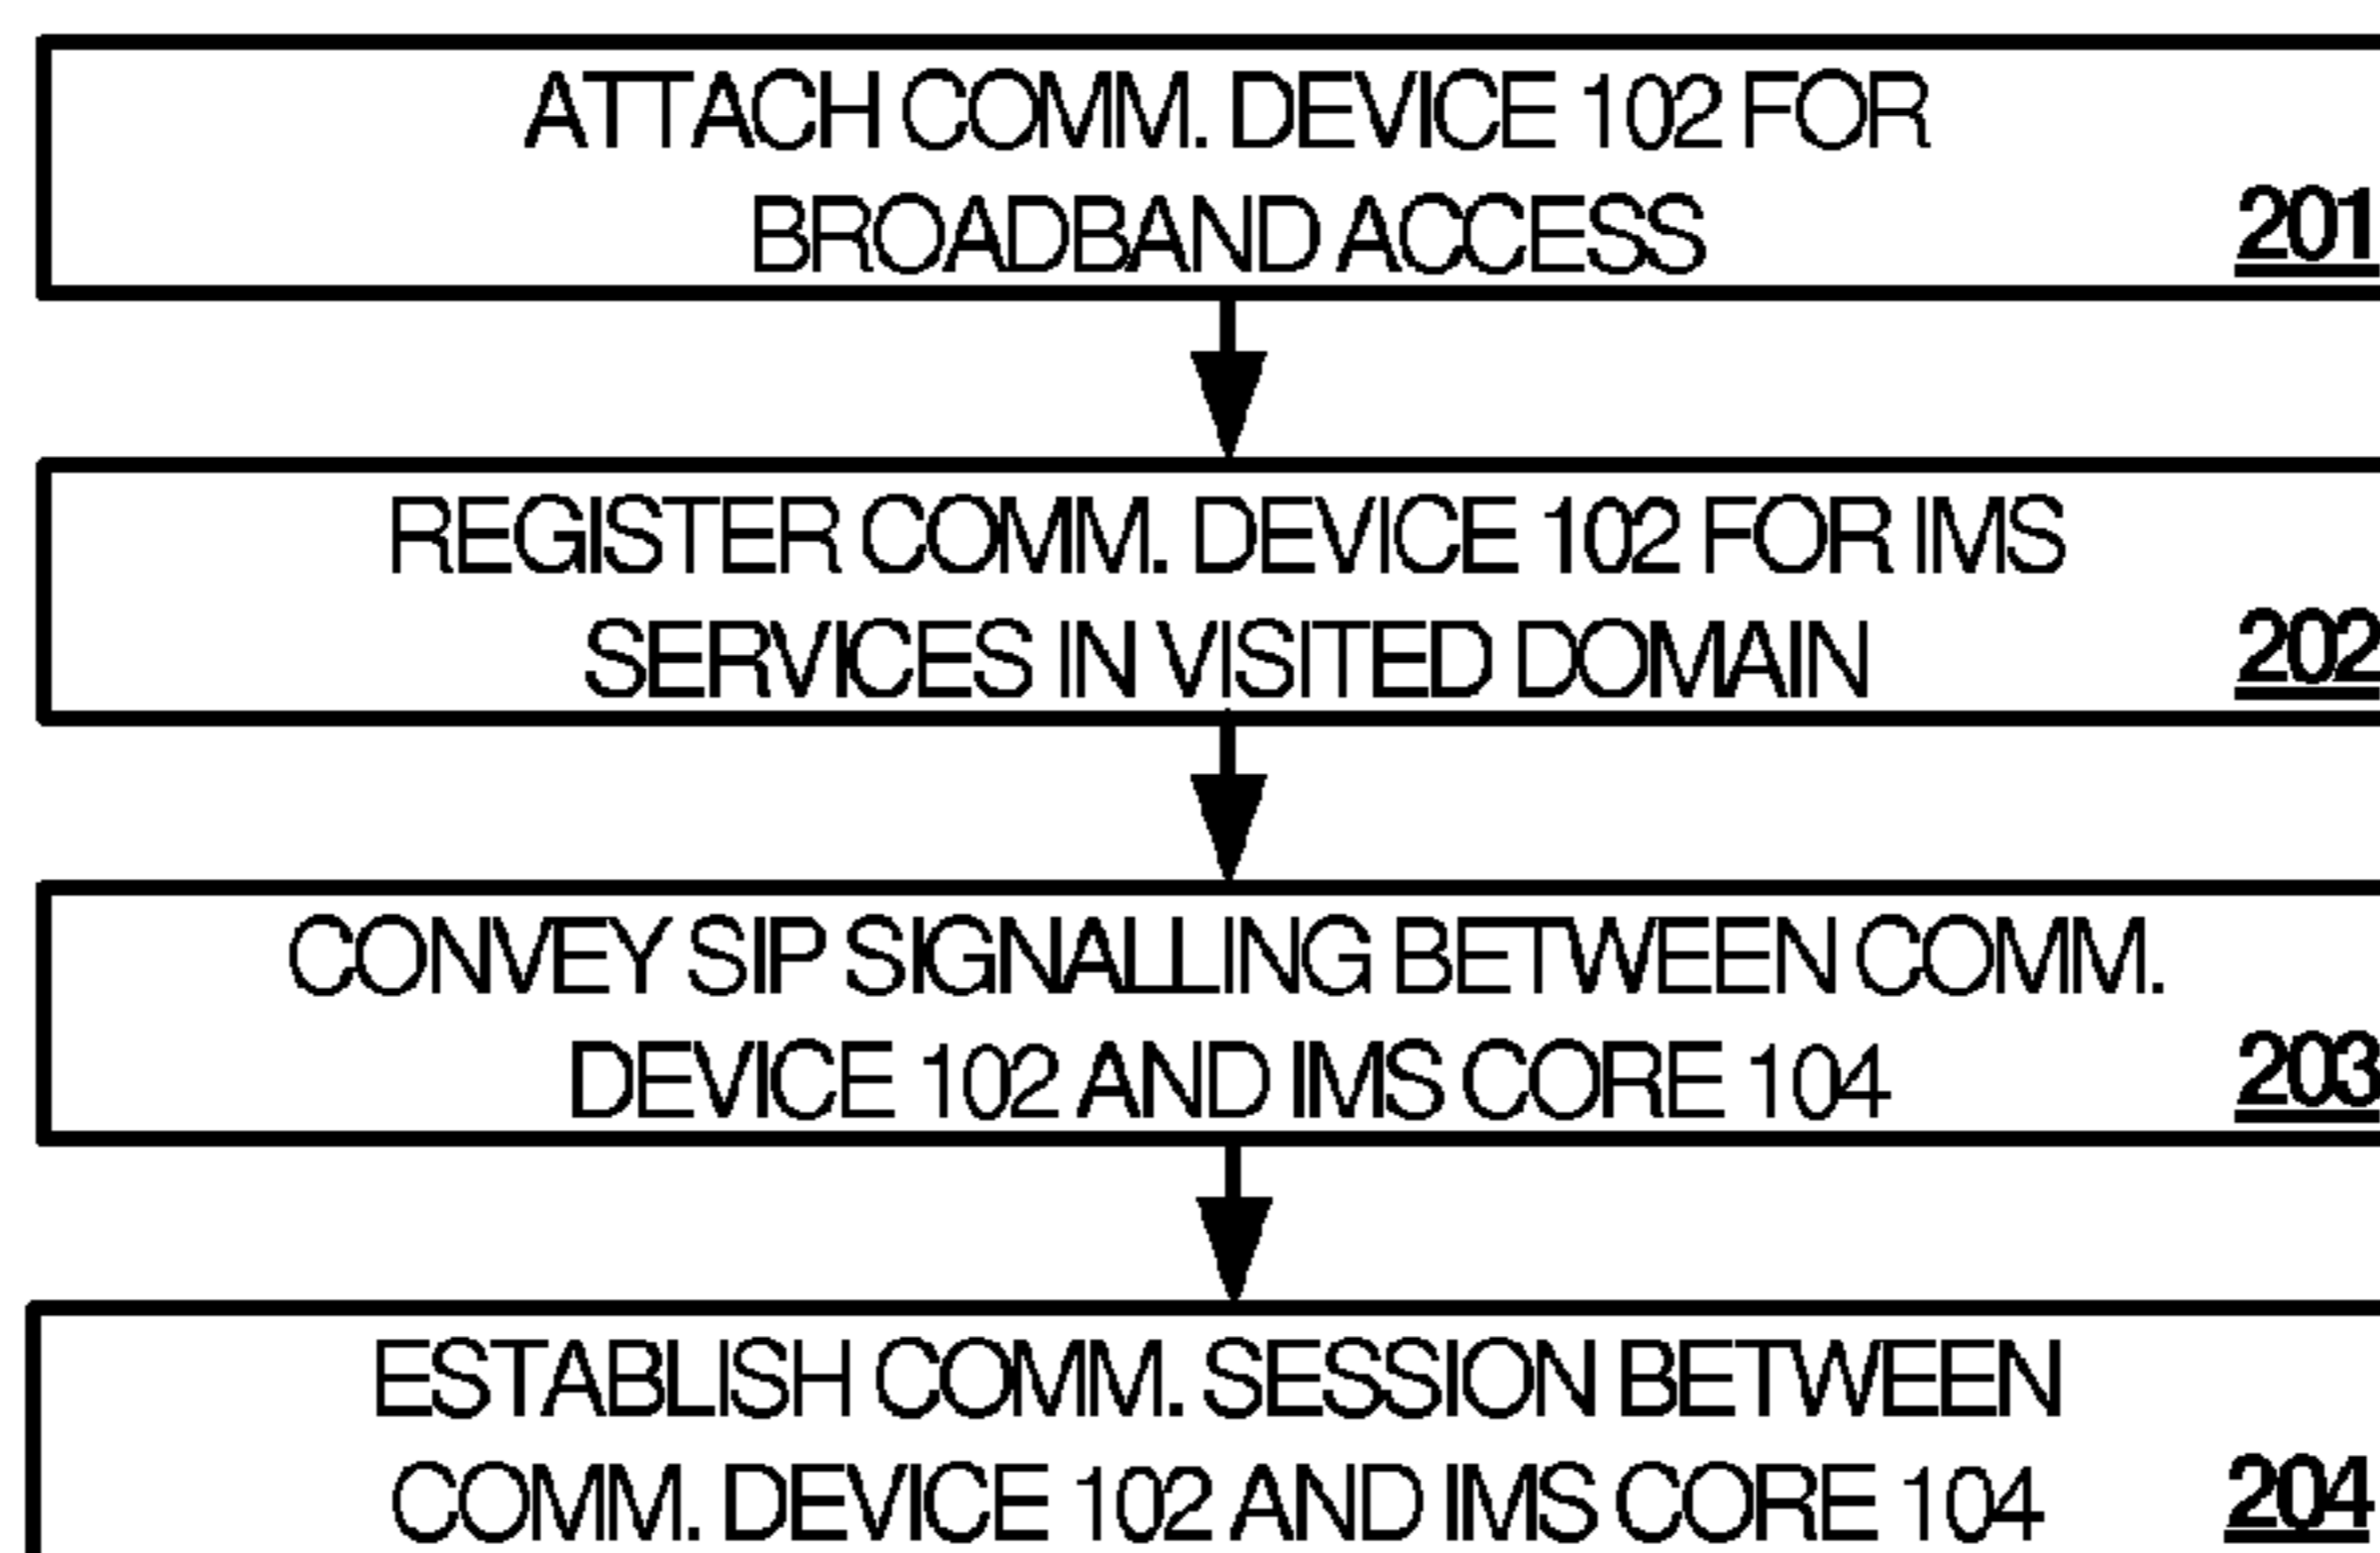 ATTACH COMM. DEVICE 102 FOR
BROADBAND ACCESS
201
REGISTER COMM. DEVICE 102 FOR IMS
SERVICES IN VISITED DOMAIN
202
CONVEY SIP SIGNALLING BETWEEN COMM.
DEVICE 102 AND IMS CORE 104
203
ESTABLISH COMM. SESSION BETWEEN
COMM. DEVICE 102 AND IMS CORE 104
204